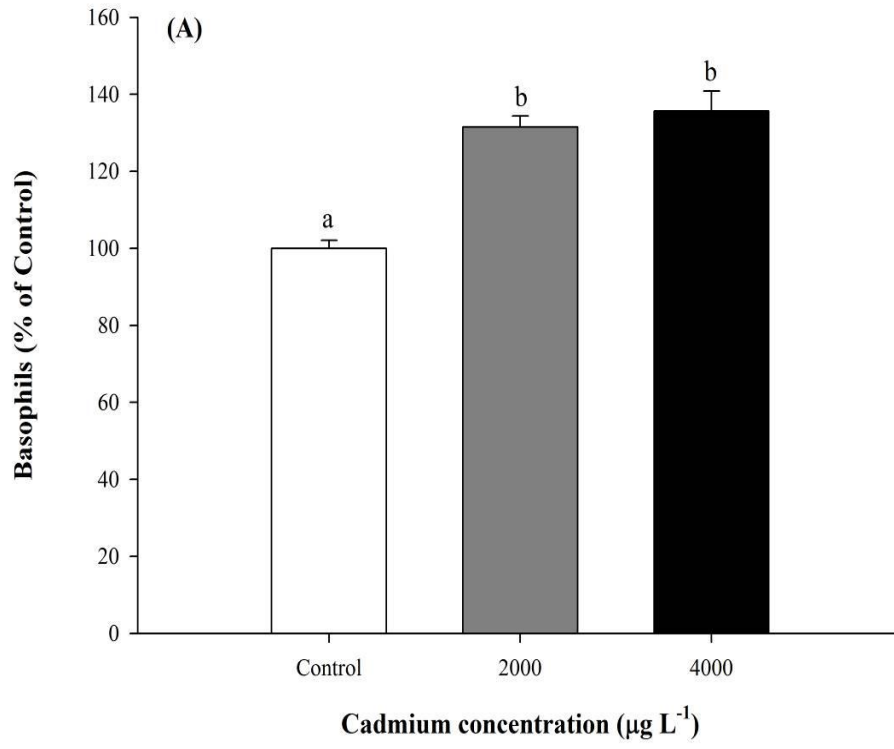 (A)
160
140
120
100
80
60
40
20
0
Basophils (% of Control)
a
b
b
Control
2000
4000
Cadmium concentration (µg L⁻¹)